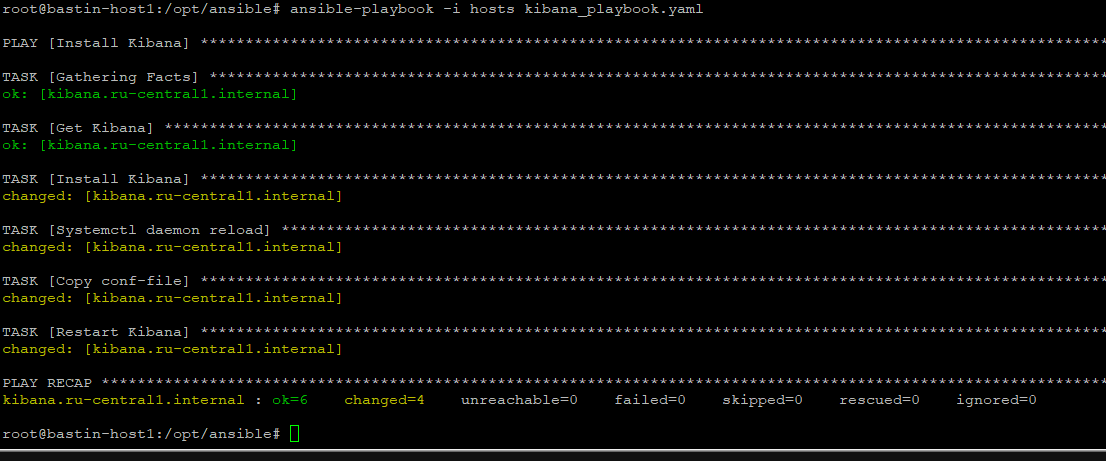 root@bastin-host1:/opt/ansible# ansible-playbook -i hosts kibana_playbook.yaml
PLAY [Install Kibana] *****************************************************************************************************
TASK [Gathering Facts] ****************************************************************************************************
ok: [kibana.ru-central1.internal]
TASK [Get Kibana] *********************************************************************************************************
ok: [kibana.ru-central1.internal]
TASK [Install Kibana] *****************************************************************************************************
changed: [kibana.ru-central1.internal]
TASK [Systemctl daemon reload] ********************************************************************************************
changed: [kibana.ru-central1.internal]
TASK [Copy conf-file] *****************************************************************************************************
changed: [kibana.ru-central1.internal]
TASK [Restart Kibana] *****************************************************************************************************
changed: [kibana.ru-central1.internal]
PLAY RECAP ****************************************************************************************************************
kibana.ru-central1.internal : ok=6    changed=4    unreachable=0    failed=0    skipped=0    rescued=0    ignored=0
root@bastin-host1:/opt/ansible#